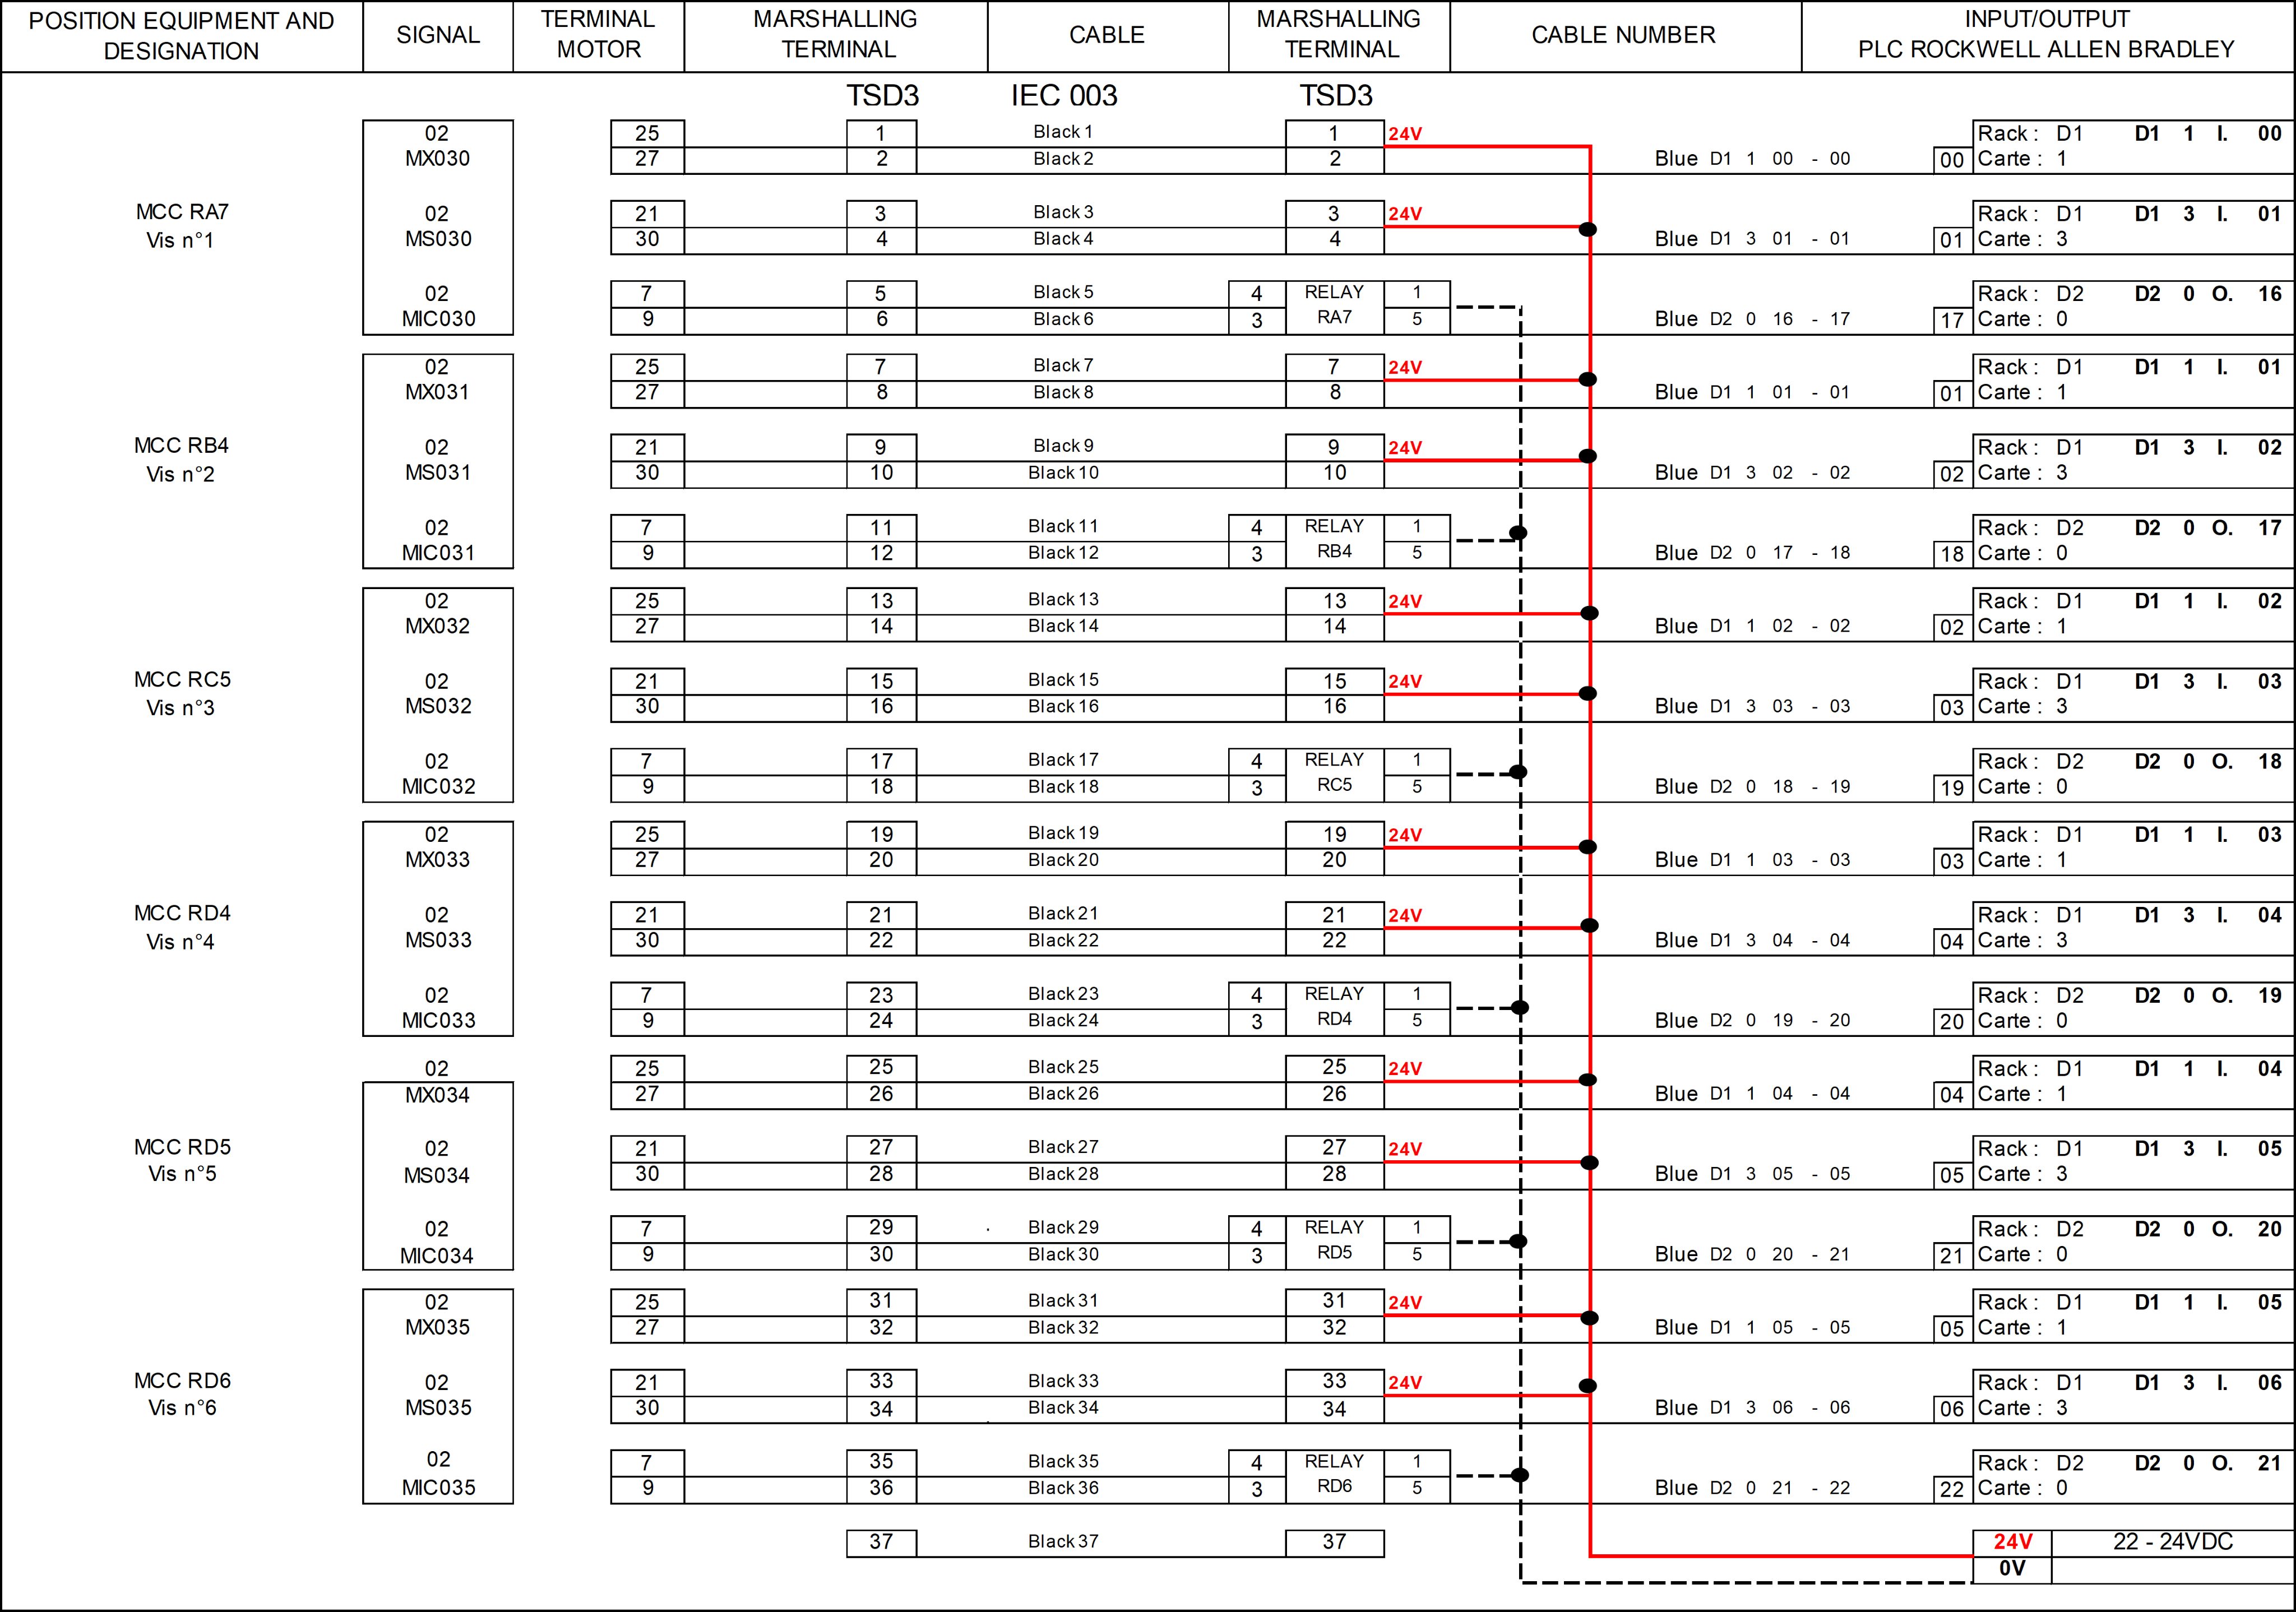 POSITION EQUIPMENT AND DESIGNATION SIGNAL TERMINAL MOTOR MARSHALLING TERMINAL CABLE MARSHALLING TERMINAL CABLE NUMBER INPUT/OUTPUT PLC ROCKWELL ALLEN BRADLEY
TSD3 IEC 003 TSD3
02 25 1 Black 1 1 24V Rack : D1 D1 1 I. 00
MX030 27 2 Black 2 2 Blue D1 1 00 - 00 00 Carte : 1
MCC RA7 02 21 3 Black 3 3 24V Rack : D1 D1 3 I. 01
Vis n°1 MS030 30 4 Black 4 4 Blue D1 3 01 - 01 01 Carte : 3
02 7 5 Black 5 4 RELAY 1 Rack : D2 D2 0 O. 16
MIC030 9 6 Black 6 3 RA7 5 Blue D2 0 16 - 17 17 Carte : 0
02 25 7 Black 7 7 24V Rack : D1 D1 1 I. 01
MX031 27 8 Black 8 8 Blue D1 1 01 - 01 01 Carte : 1
MCC RB4 02 21 9 Black 9 9 24V Rack : D1 D1 3 I. 02
Vis n°2 MS031 30 10 Black 10 10 Blue D1 3 02 - 02 02 Carte : 3
02 7 11 Black 11 4 RELAY 1 Rack : D2 D2 0 O. 17
MIC031 9 12 Black 12 3 RB4 5 Blue D2 0 17 - 18 18 Carte : 0
02 25 13 Black 13 13 24V Rack : D1 D1 1 I. 02
MX032 27 14 Black 14 14 Blue D1 1 02 - 02 02 Carte : 1
MCC RC5 02 21 15 Black 15 15 24V Rack : D1 D1 3 I. 03
Vis n°3 MS032 30 16 Black 16 16 Blue D1 3 03 - 03 03 Carte : 3
02 7 17 Black 17 4 RELAY 1 Rack : D2 D2 0 O. 18
MIC032 9 18 Black 18 3 RC5 5 Blue D2 0 18 - 19 19 Carte : 0
02 25 19 Black 19 19 24V Rack : D1 D1 1 I. 03
MX033 27 20 Black 20 20 Blue D1 1 03 - 03 03 Carte : 1
MCC RD4 02 21 21 Black 21 21 24V Rack : D1 D1 3 I. 04
Vis n°4 MS033 30 22 Black 22 22 Blue D1 3 04 - 04 04 Carte : 3
02 7 23 Black 23 4 RELAY 1 Rack : D2 D2 0 O. 19
MIC033 9 24 Black 24 3 RD4 5 Blue D2 0 19 - 20 20 Carte : 0
02 25 25 Black 25 25 24V Rack : D1 D1 1 I. 04
MX034 27 26 Black 26 26 Blue D1 1 04 - 04 04 Carte : 1
MCC RD5 02 21 27 Black 27 27 24V Rack : D1 D1 3 I. 05
Vis n°5 MS034 30 28 Black 28 28 Blue D1 3 05 - 05 05 Carte : 3
02 7 29 Black 29 4 RELAY 1 Rack : D2 D2 0 O. 20
MIC034 9 30 Black 30 3 RD5 5 Blue D2 0 20 - 21 21 Carte : 0
02 25 31 Black 31 31 24V Rack : D1 D1 1 I. 05
MX035 27 32 Black 32 32 Blue D1 1 05 - 05 05 Carte : 1
MCC RD6 02 21 33 Black 33 33 24V Rack : D1 D1 3 I. 06
Vis n°6 MS035 30 34 Black 34 34 Blue D1 3 06 - 06 06 Carte : 3
02 7 35 Black 35 4 RELAY 1 Rack : D2 D2 0 O. 21
MIC035 9 36 Black 36 3 RD6 5 Blue D2 0 21 - 22 22 Carte : 0
37 Black 37 37 24V 22 - 24VDC
0V